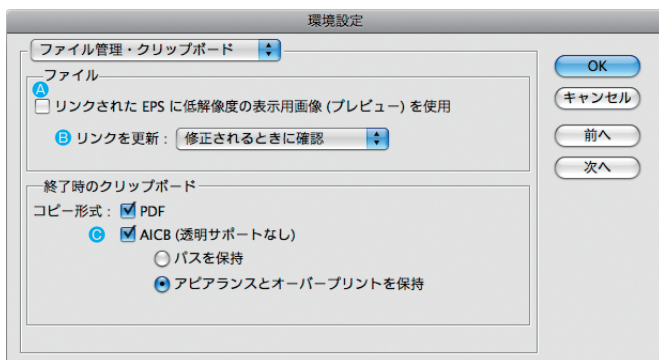 環境設定
ファイル管理・クリップボード
ファイル
A
リンクされた EPS に低解像度の表示用画像 (プレビュー) を使用
B リンクを更新： 修正されるときに確認
終了時のクリップボード
コピー形式： PDF
C AICB (透明サポートなし)
パスを保持
アピアランスとオーバープリントを保持
OK
キャンセル
前へ
次へ